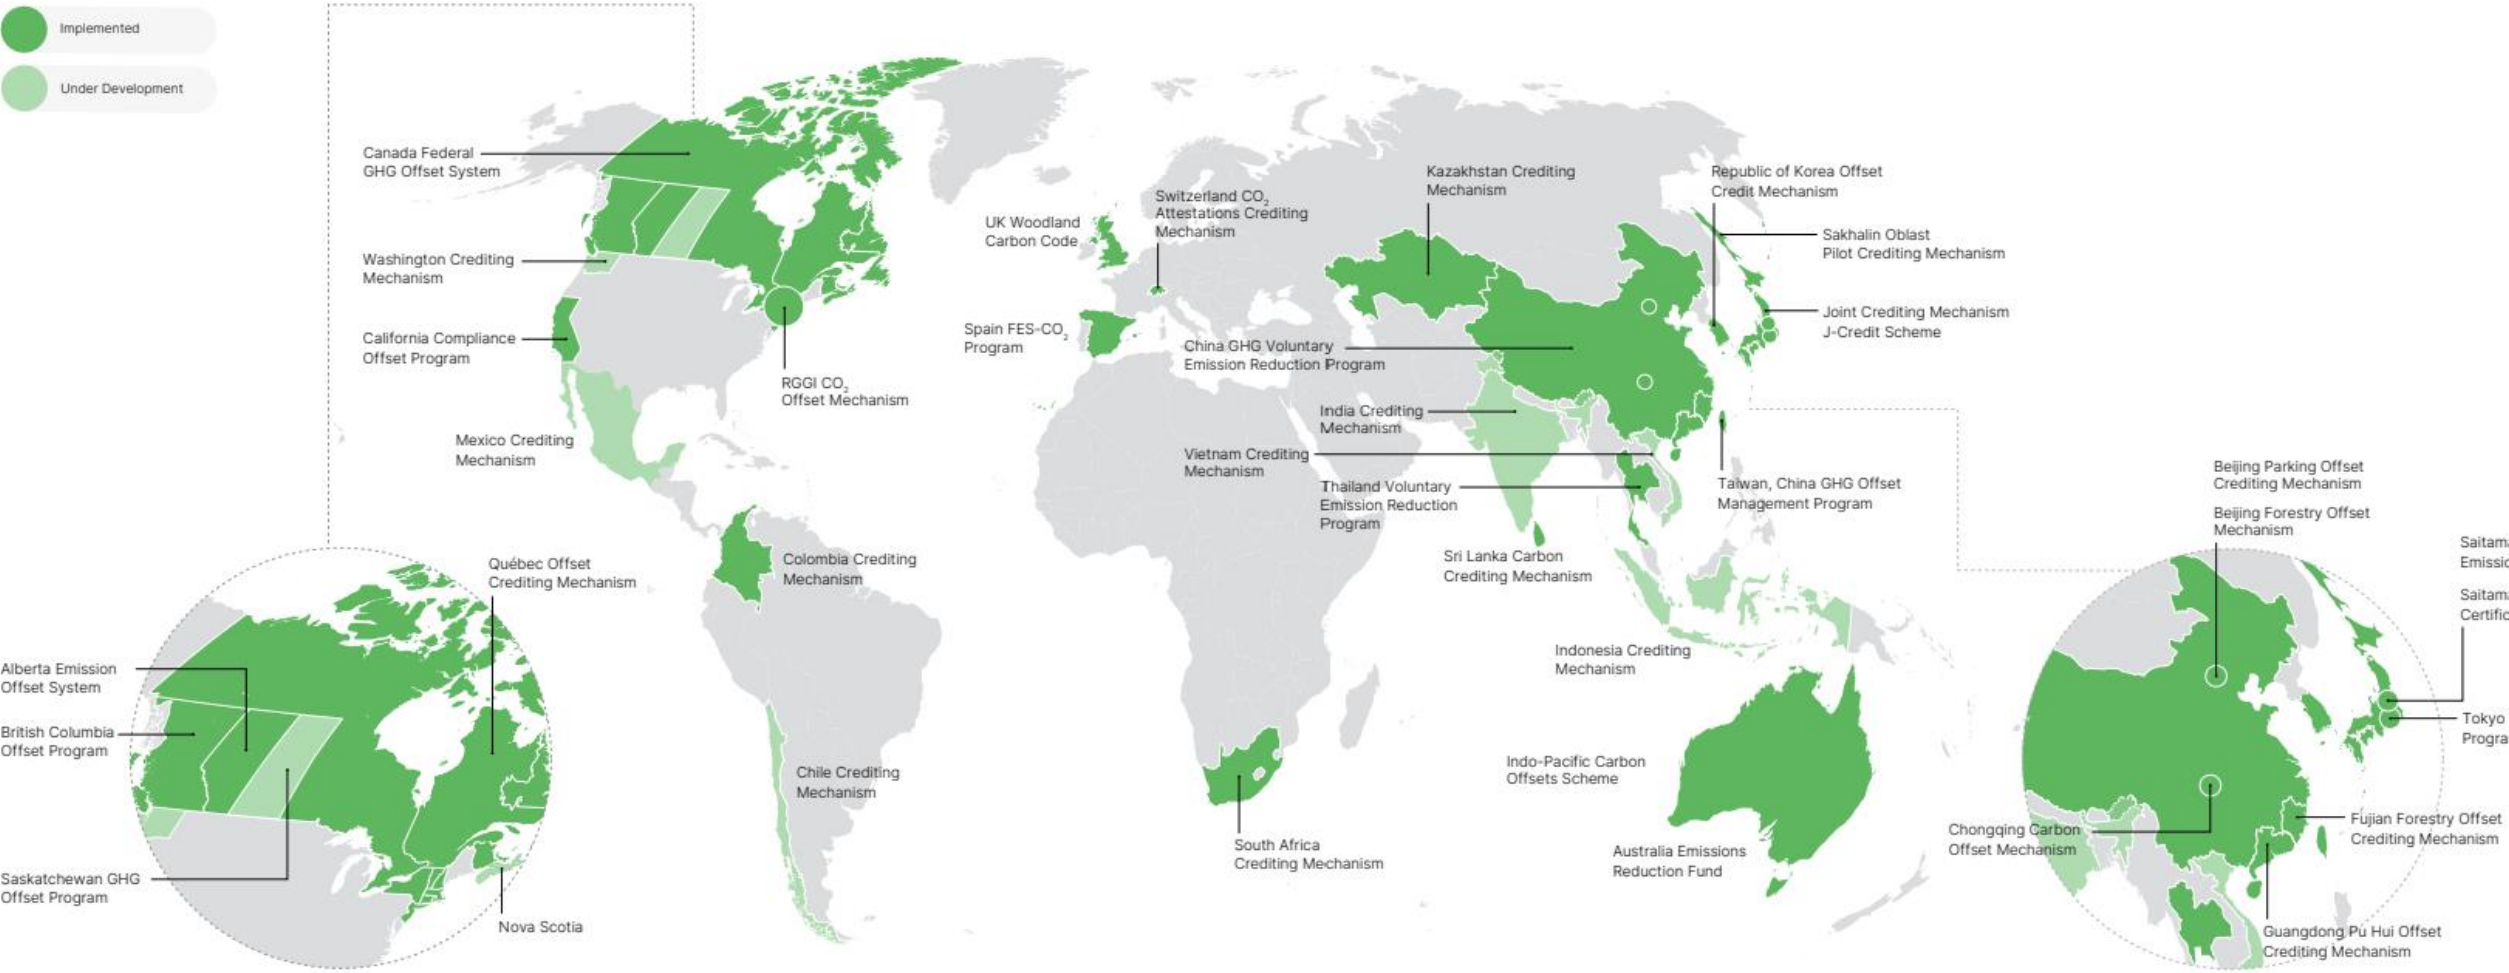 Implemented
Under Development
Canada Federal
GHG Offset System
Washington Crediting
Mechanism
California Compliance
Offset Program
RGGI CO₂
Offset Mechanism
Mexico Crediting
Mechanism
Colombia Crediting
Mechanism
Chile Crediting
Mechanism
Québec Offset
Crediting Mechanism
Alberta Emission
Offset System
British Columbia
Offset Program
Saskatchewan GHG
Offset Program
Nova Scotia
UK Woodland
Carbon Code
Switzerland CO₂
Attestations Crediting
Mechanism
Spain FES-CO₂
Program
Kazakhstan Crediting
Mechanism
Republic of Korea Offset
Credit Mechanism
Sakhalin Oblast
Pilot Crediting Mechanism
Joint Crediting Mechanism
J-Credit Scheme
China GHG Voluntary
Emission Reduction Program
India Crediting
Mechanism
Vietnam Crediting
Mechanism
Thailand Voluntary
Emission Reduction
Program
Taiwan, China GHG Offset
Management Program
Sri Lanka Carbon
Crediting Mechanism
Indonesia Crediting
Mechanism
Indo-Pacific Carbon
Offsets Scheme
Australia Emissions
Reduction Fund
South Africa
Crediting Mechanism
Beijing Parking Offset
Crediting Mechanism
Beijing Forestry Offset
Mechanism
Tokyo
Chongqing Carbon
Offset Mechanism
Fujian Forestry Offset
Crediting Mechanism
Guangdong Pu Hui Offset
Crediting Mechanism